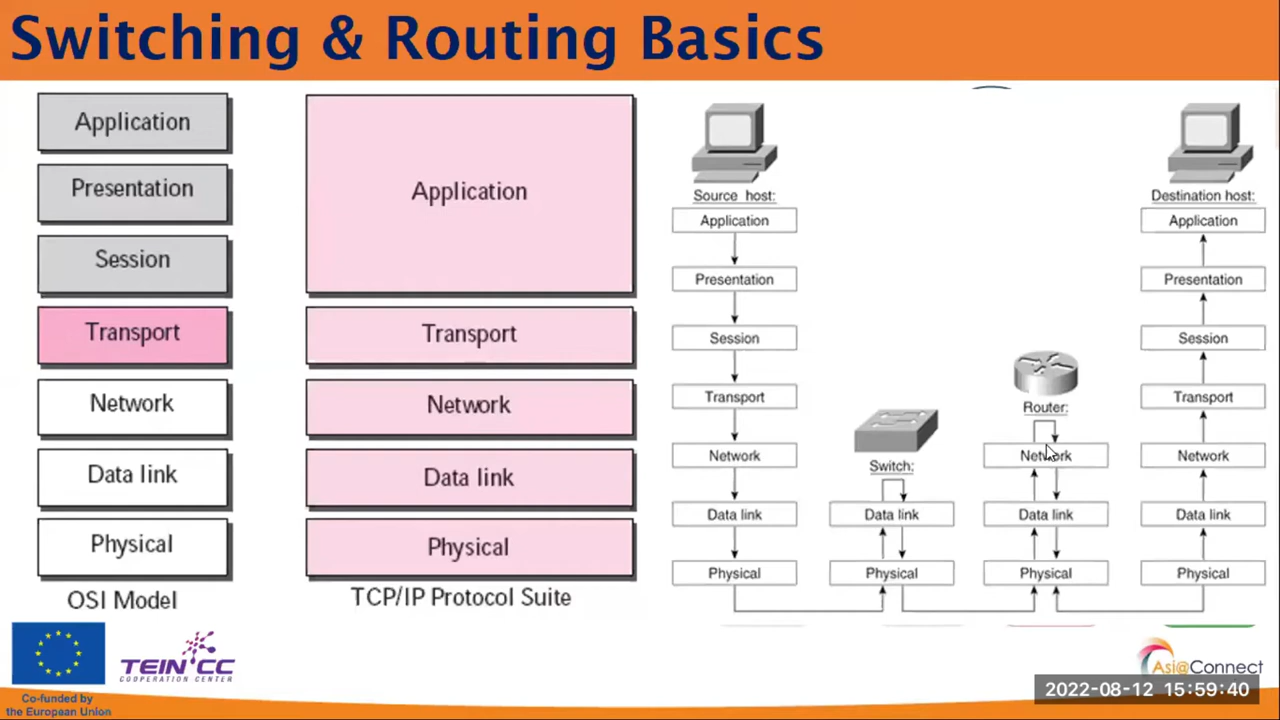 Switching & Routing Basics
Application
Presentation
Session
Transport
Network
Data link
Physical
OSI Model
Application
Transport
Network
Data link
Physical
TCP/IP Protocol Suite
Source host:
Application
Presentation
Session
Transport
Network
Data link
Physical
Switch:
Data link
Physical
Router:
Network
Data link
Physical
Destination host:
Application
Presentation
Session
Transport
Network
Data link
Physical
Co-funded by
the European Union
TEIN*CC
COOPERATION CENTER
Asi@Connect
2022-08-12 15:59:40